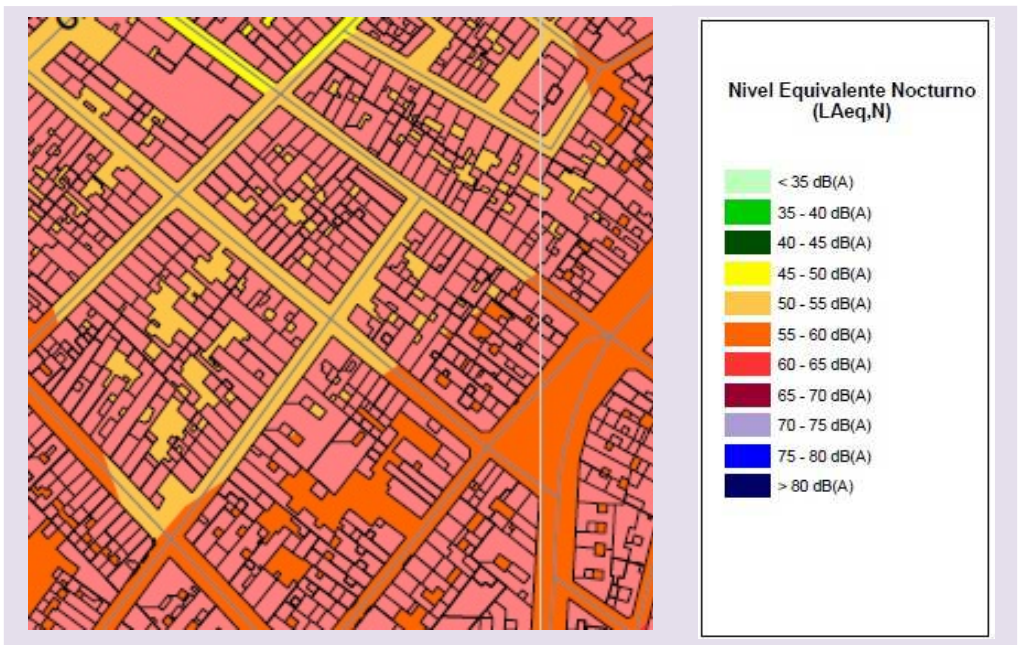 Nivel Equivalente Nocturno
(LAeq,N)
< 35 dB(A)
35 - 40 dB(A)
40 - 45 dB(A)
45 - 50 dB(A)
50 - 55 dB(A)
55 - 60 dB(A)
60 - 65 dB(A)
65 - 70 dB(A)
70 - 75 dB(A)
75 - 80 dB(A)
> 80 dB(A)